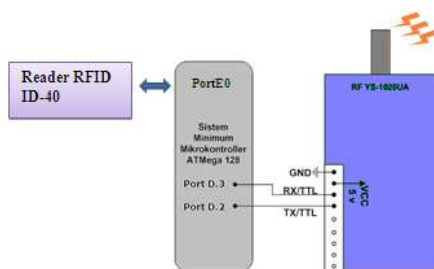 Reader RFID
ID-40
PortE0
Sistem
Minimum
Mikrokontroller
ATMega 128
Port D.3
Port D.2
RF YS-1020UA
GND
RX/TTL
TX/TTL
VCC
5 v